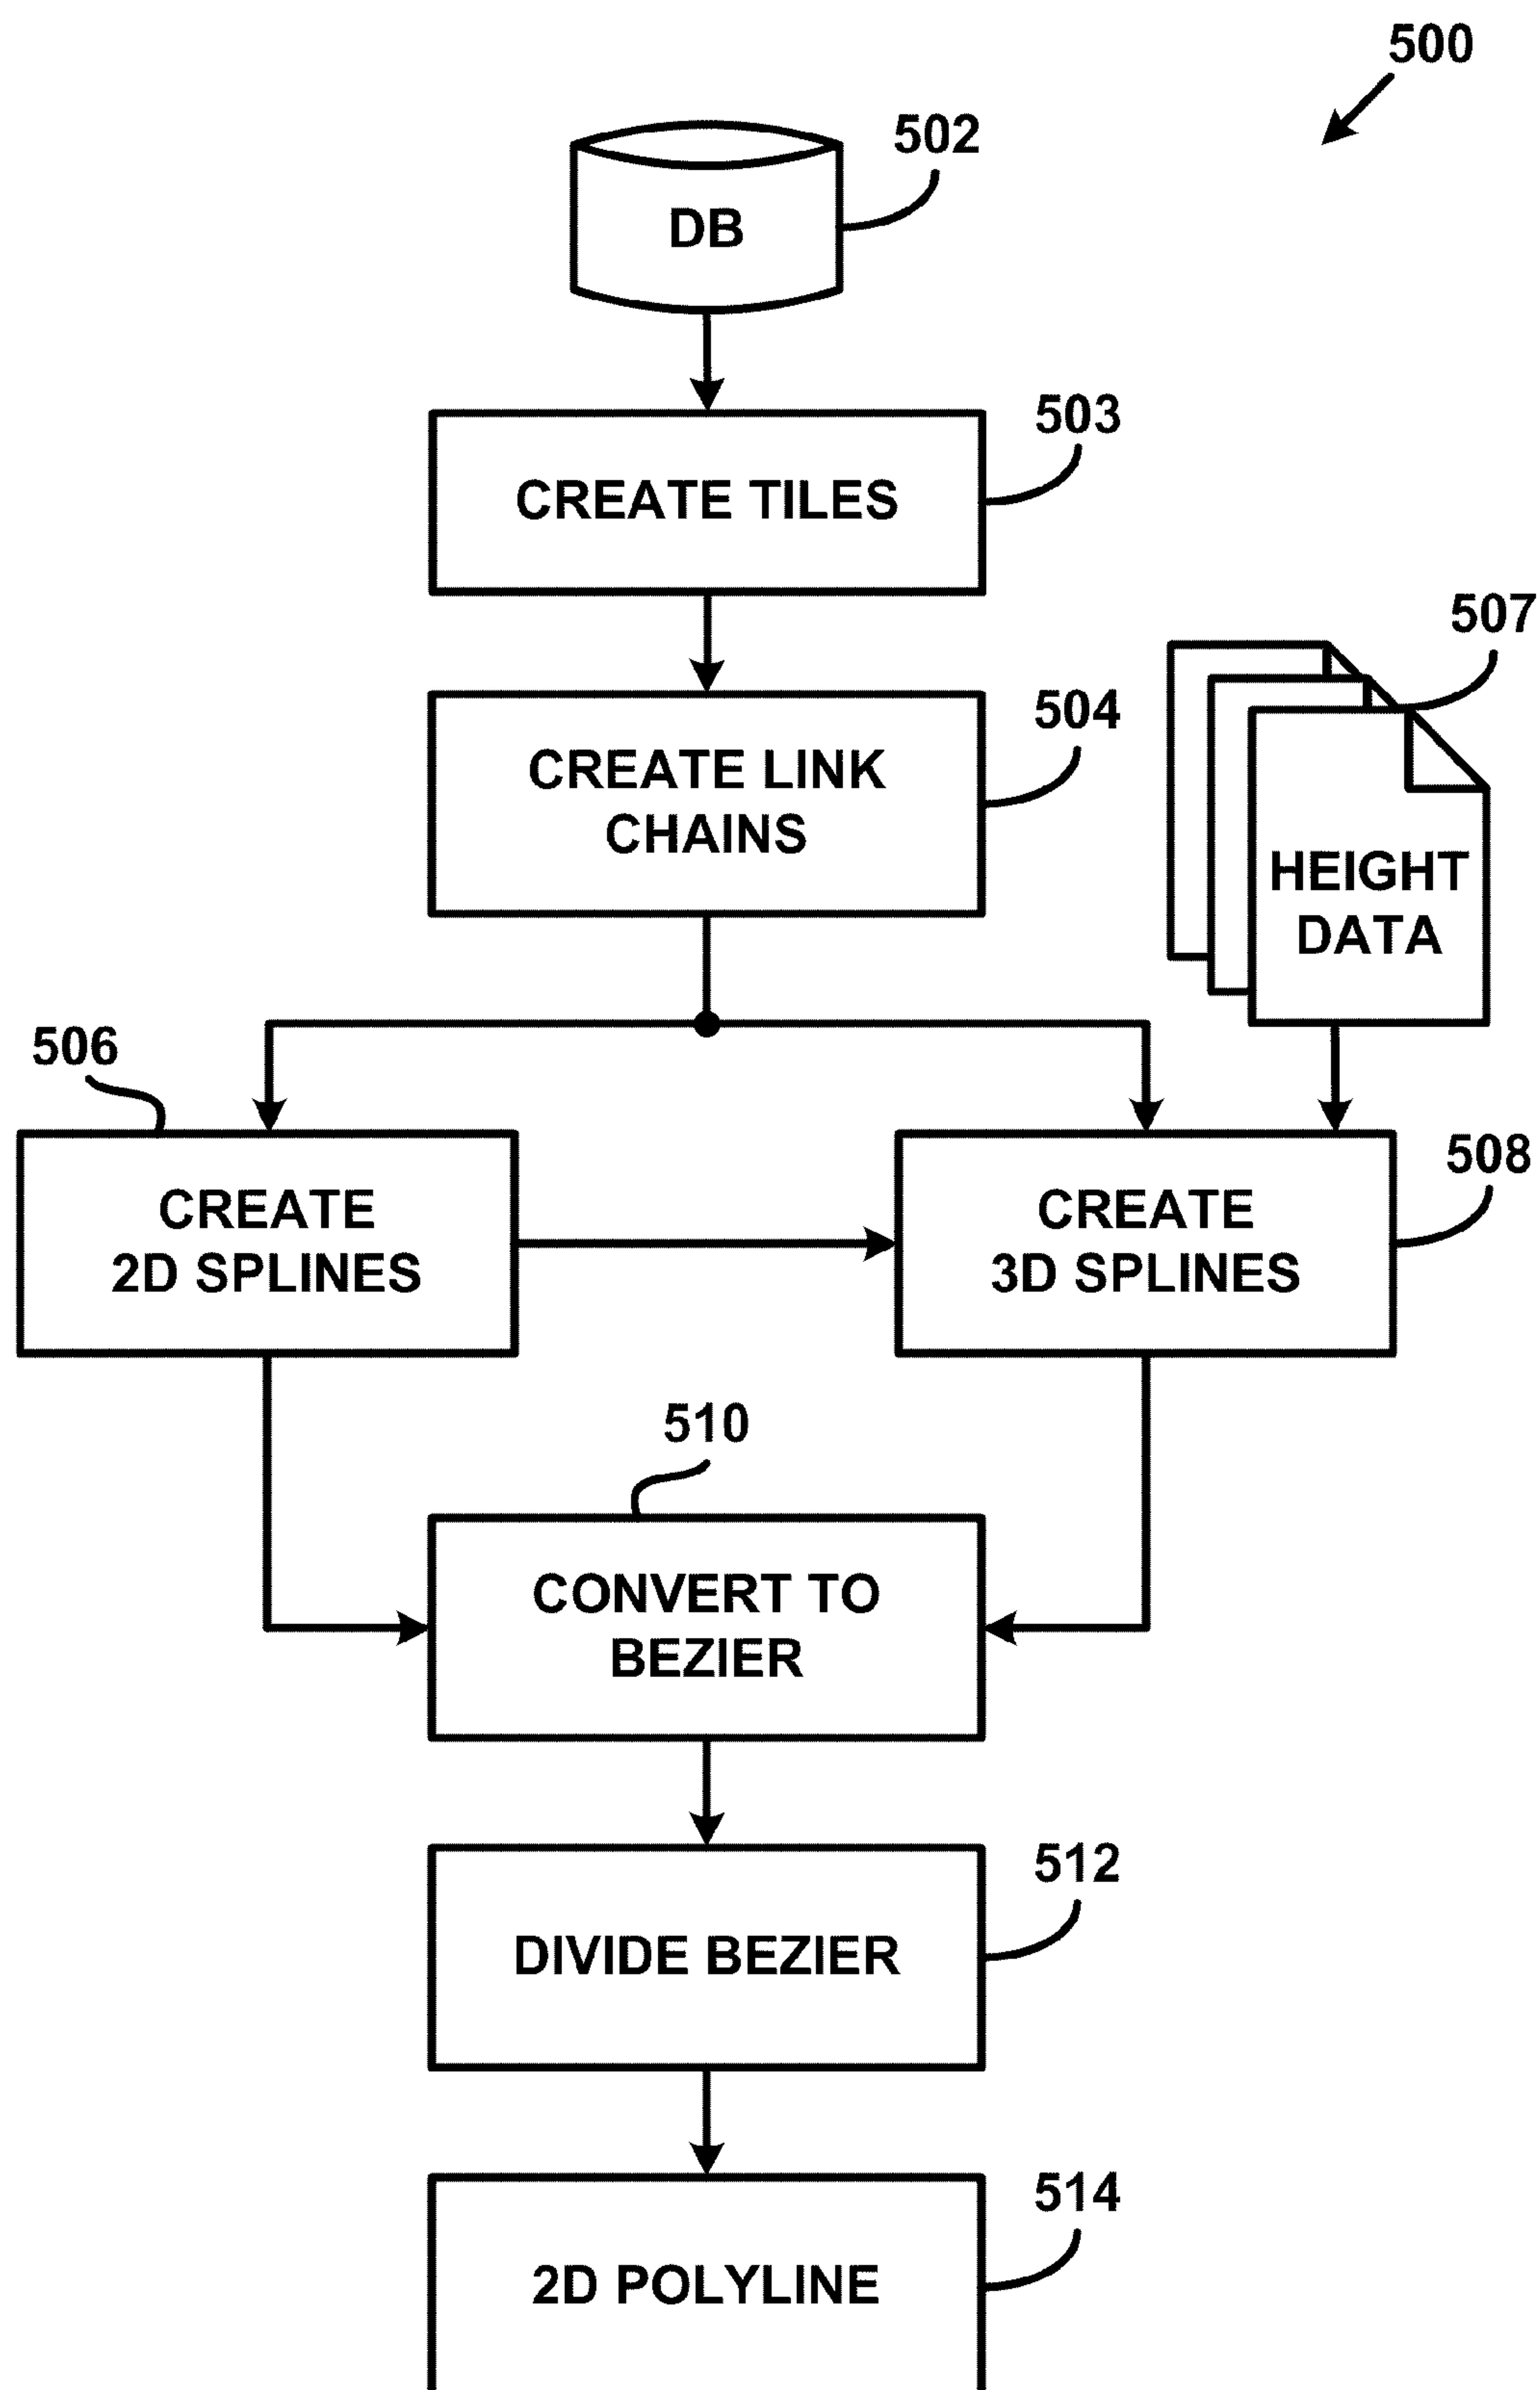 500
502
DB
503
CREATE TILES
507
504
CREATE LINK
CHAINS
HEIGHT
DATA
506
508
CREATE
2D SPLINES
CREATE
3D SPLINES
510
CONVERT TO
BEZIER
512
DIVIDE BEZIER
514
2D POLYLINE